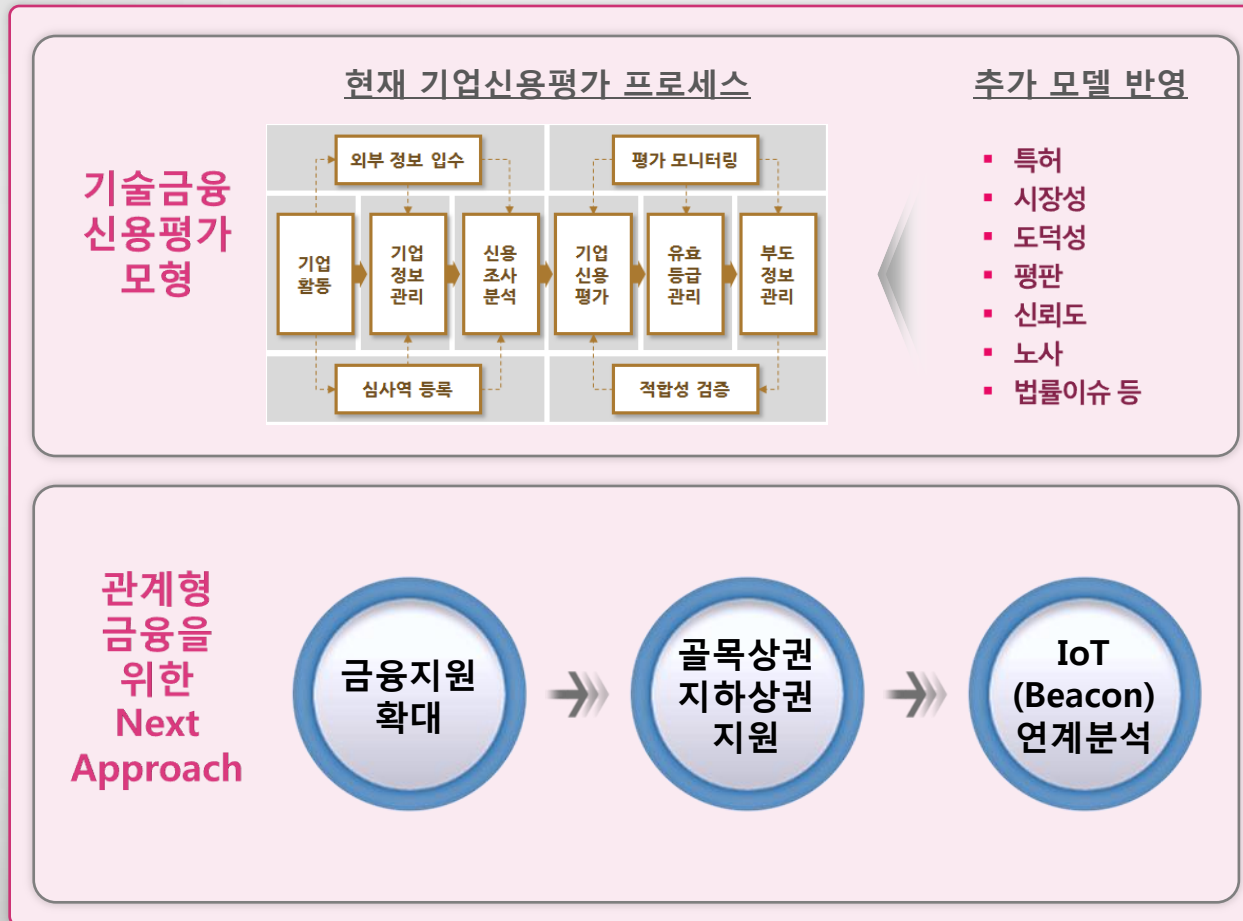 현재 기업신용평가 프로세스
추가 모델 반영
기술금융
신용평가
모형
외부 정보 입수
평가 모니터링
기업
활동
기업
정보
관리
신용
조사
분석
기업
신용
평가
유효
등급
관리
부도
정보
관리
심사역 등록
적합성 검증
▪ 특허
▪ 시장성
▪ 도덕성
▪ 평판
▪ 신뢰도
▪ 노사
▪ 법률이슈 등
관계형
금융을
위한
Next
Approach
금융지원
확대
골목상권
지하상권
지원
IoT
(Beacon)
연계분석